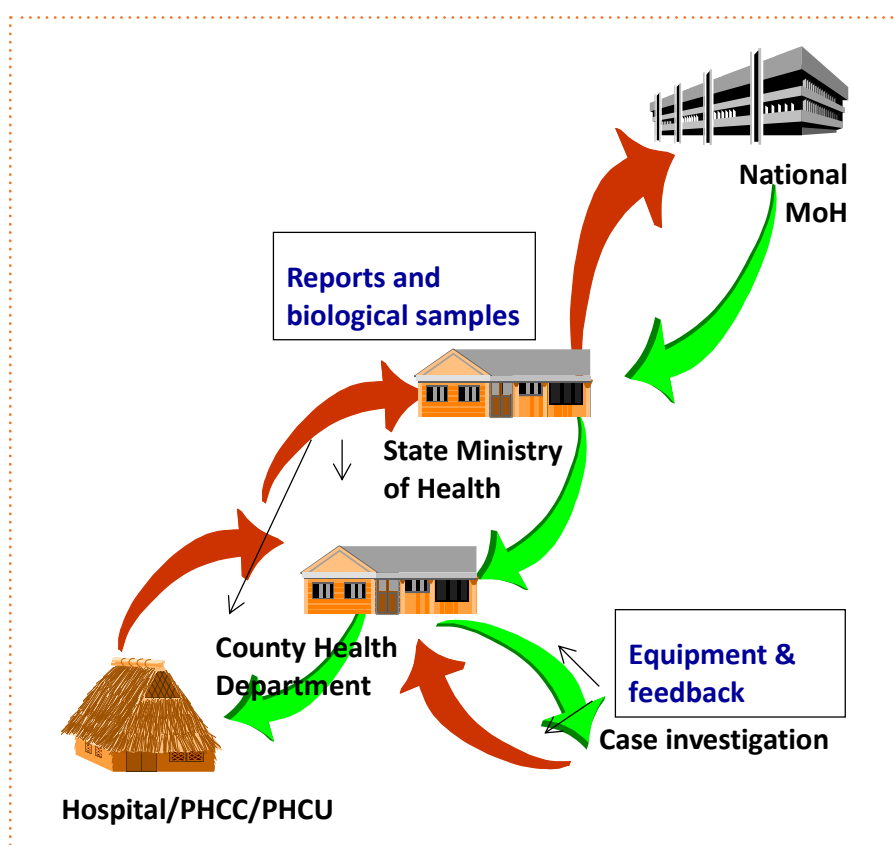 National
MoH
Reports and
biological samples
State Ministry
of Health
County Health
Department
Equipment &
feedback
Case investigation
Hospital/PHCC/PHCU